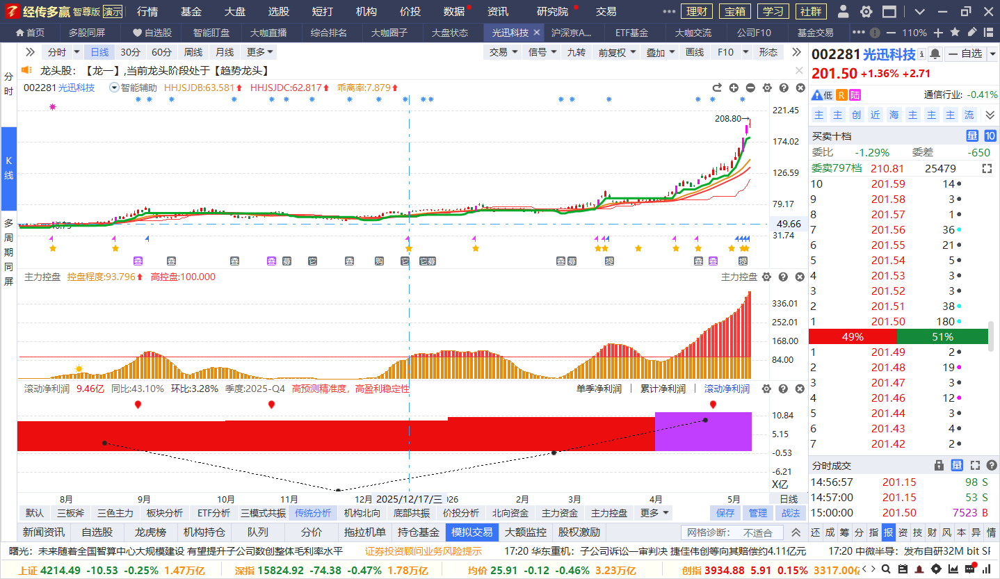 经传多赢 智尊版 演示 行情 基金 大盘 选股 短打 机构 价投 数据 资讯 研究院 交易 ••• 理财 宝箱 学习 社群
首页 多股同屏 自选股 智能盯盘 大咖直播 综合排名 大咖圈子 大盘状态 光迅科技 沪深京A... ETF基金 大咖交流 公司F10 基金交易 ••• 110%
分时 日线 30分 60分 周线 月线 更多 交易 信号 九转 前复权 叠加 画线 F10 形态
龙头股：【龙一】,当前龙头阶段处于【趋势龙头】
002281 光迅科技 智能辅助 HHJSJDB:63.581 HHJSJDC:62.817 乖离率:7.879
分时
K线
多周期同屏
208.80
221.45
174.02
126.59
79.17
49.66
31.74
主力控盘 控盘程度:93.796 高控盘:100.000 主力控盘
336.01
252.01
168.00
84.00
滚动净利润 9.46亿 同比:43.10% 环比:3.28% 季度:2025-Q4 高预测精准度，高盈利稳定性 单季净利润 累计净利润 滚动净利润
10.84
5.15
-0.53
-6.21
X亿
8月 9月 10月 11月 12月 2025/12/17/三 026 2月 3月 4月 5月 日线
默认 三板斧 三色主力 板块分析 ETF分析 三模式共振 传统分析 机构北向 底部共振 价投分析 北向资金 主力资金 主力控盘 更多 保存 管理 战法
新闻资讯 自选股 龙虎榜 机构持仓 队列 分价 拖拉机单 持仓基金 模拟交易 大额监控 股权激励 网格诊断： 不适合 还 成 筹 分 指 报 资 技 财 风 本 异 情
002281 光迅科技 自选
201.50 +1.36% +2.71
低 R 陆 通信行业: -0.41%
主 主 创 近 海 主 主 主 流
买卖十档 量 10
委比 -1.29% 委差 -650
委卖797档 210.81 25479
10 201.59 14
9 201.58 3
8 201.57 1
7 201.56 36
6 201.55 21
5 201.54 5
4 201.53 3
3 201.52 3
2 201.51 38
1 201.50 180
49% 51%
1 201.49 2
2 201.48 19
3 201.47 3
4 201.46 12
5 201.44 3
6 201.43 4
7 201.42 2
分时成交 量
14:56:57 201.15 98 S
14:57:00 201.15 53 S
15:00:00 201.50 7523 B
曙光：未来随着全国智算中心大规模建设 有望提升子公司数创整体毛利率水平 证券投资顾问业务风险提示 17:20 华东重机：子公司诉讼一审判决 捷佳伟创等向其赔偿约4.11亿元 17:20 中微半导：发布自研32M bit SP
上证 4214.49 -10.53 -0.25% 1.47万亿 深指 15824.92 -74.38 -0.47% 1.78万亿 均价 25.91 -0.12 -0.46% 3.23万亿 创指 3934.88 5.91 0.15% 3317.00亿